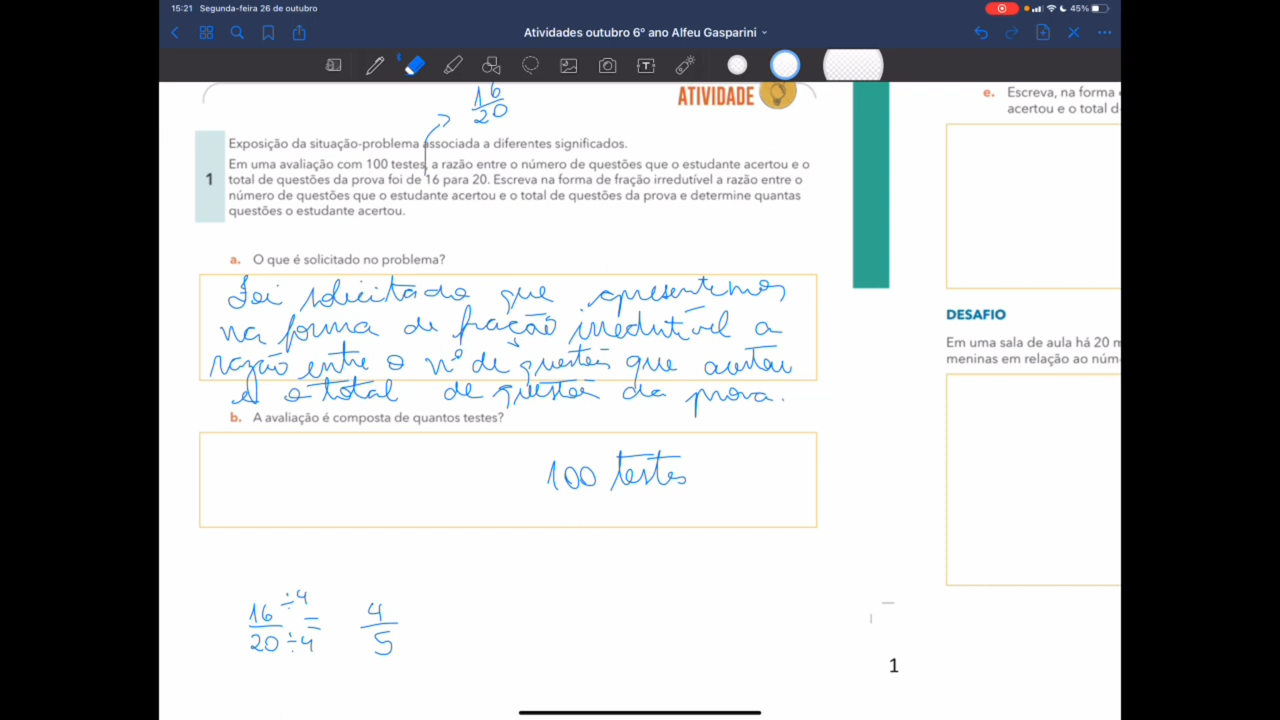 15:21 Segunda-feira 26 de outubro
45%
Atividades outubro 6º ano Alfeu Gasparini
16
20
ATIVIDADE
1
Exposição da situação-problema associada a diferentes significados.
Em uma avaliação com 100 testes, a razão entre o número de questões que o estudante acertou e o
total de questões da prova foi de 16 para 20. Escreva na forma de fração irredutível a razão entre o
número de questões que o estudante acertou e o total de questões da prova e determine quantas
questões o estudante acertou.
a. O que é solicitado no problema?
Foi solicitado que apresentemos
na forma de fração irredutível a
razão entre o nº de questões que acertou
e o total de questões da prova.
b. A avaliação é composta de quantos testes?
100 testes
16 ÷4 = 4
20 ÷4 5
e. Escreva, na forma
acertou e o total d
DESAFIO
Em uma sala de aula há 20 m
meninas em relação ao núm
1